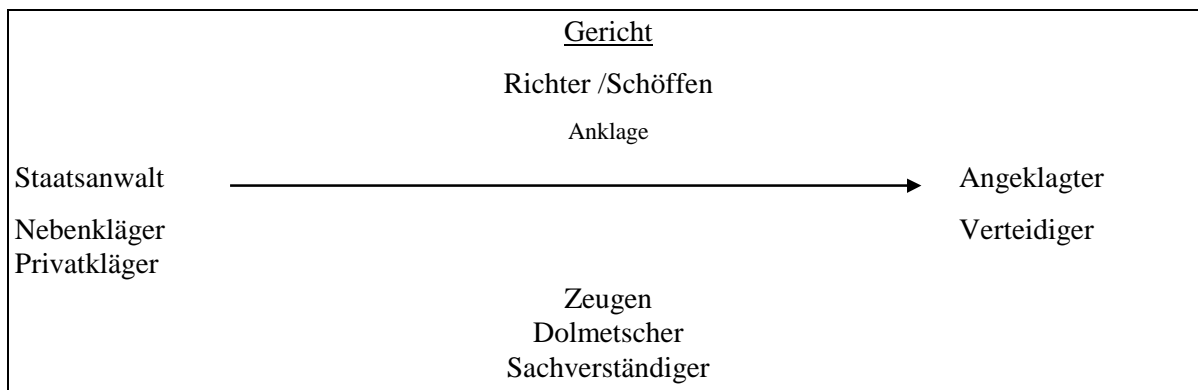 Gericht
Richter /Schöffen
Anklage
Staatsanwalt
Angeklagter
Nebenkläger
Verteidiger
Privatkläger
Zeugen
Dolmetscher
Sachverständiger